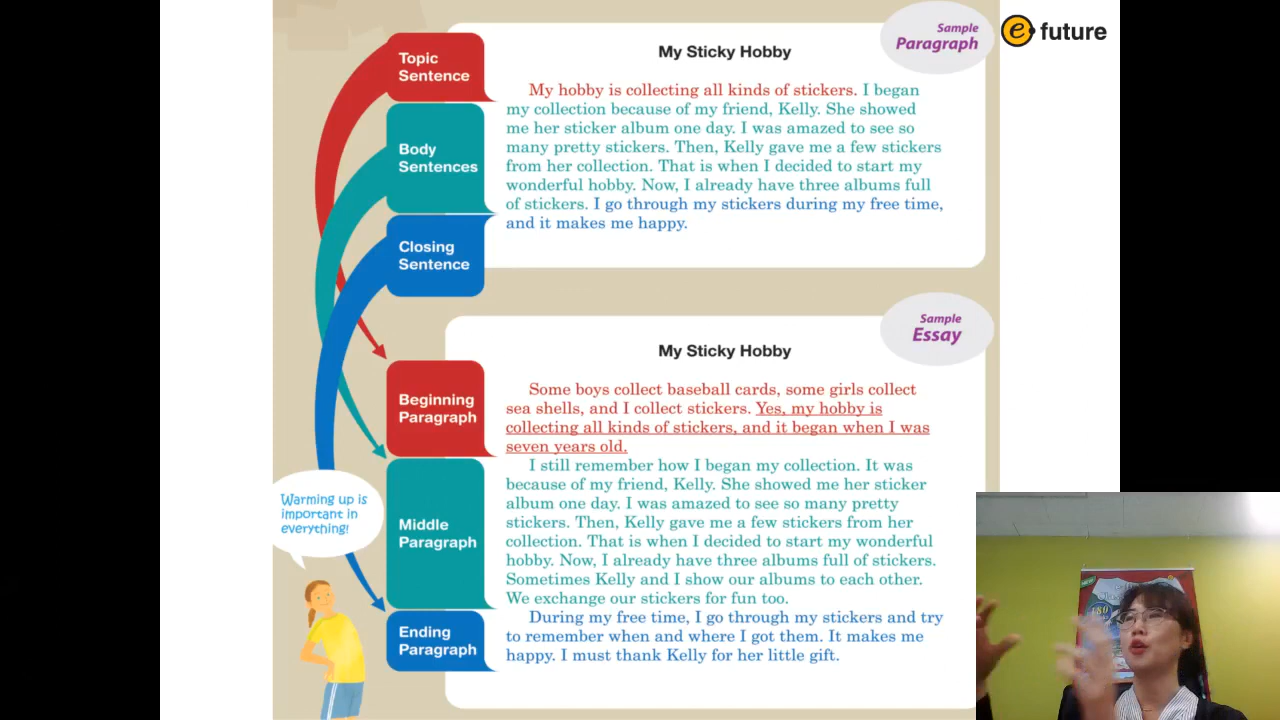 Sample
Paragraph
e future
My Sticky Hobby
Topic
Sentence
Body
Sentences
Closing
Sentence
My hobby is collecting all kinds of stickers. I began
my collection because of my friend, Kelly. She showed
me her sticker album one day. I was amazed to see so
many pretty stickers. Then, Kelly gave me a few stickers
from her collection. That is when I decided to start my
wonderful hobby. Now, I already have three albums full
of stickers. I go through my stickers during my free time,
and it makes me happy.
Sample
Essay
My Sticky Hobby
Beginning
Paragraph
Some boys collect baseball cards, some girls collect
sea shells, and I collect stickers. Yes, my hobby is
collecting all kinds of stickers, and it began when I was
seven years old.
Middle
Paragraph
I still remember how I began my collection. It was
because of my friend, Kelly. She showed me her sticker
album one day. I was amazed to see so many pretty
stickers. Then, Kelly gave me a few stickers from her
collection. That is when I decided to start my wonderful
hobby. Now, I already have three albums full of stickers.
Sometimes Kelly and I show our albums to each other.
We exchange our stickers for fun too.
Ending
Paragraph
During my free time, I go through my stickers and try
to remember when and where I got them. It makes me
happy. I must thank Kelly for her little gift.
Warming up is
important in
everything!